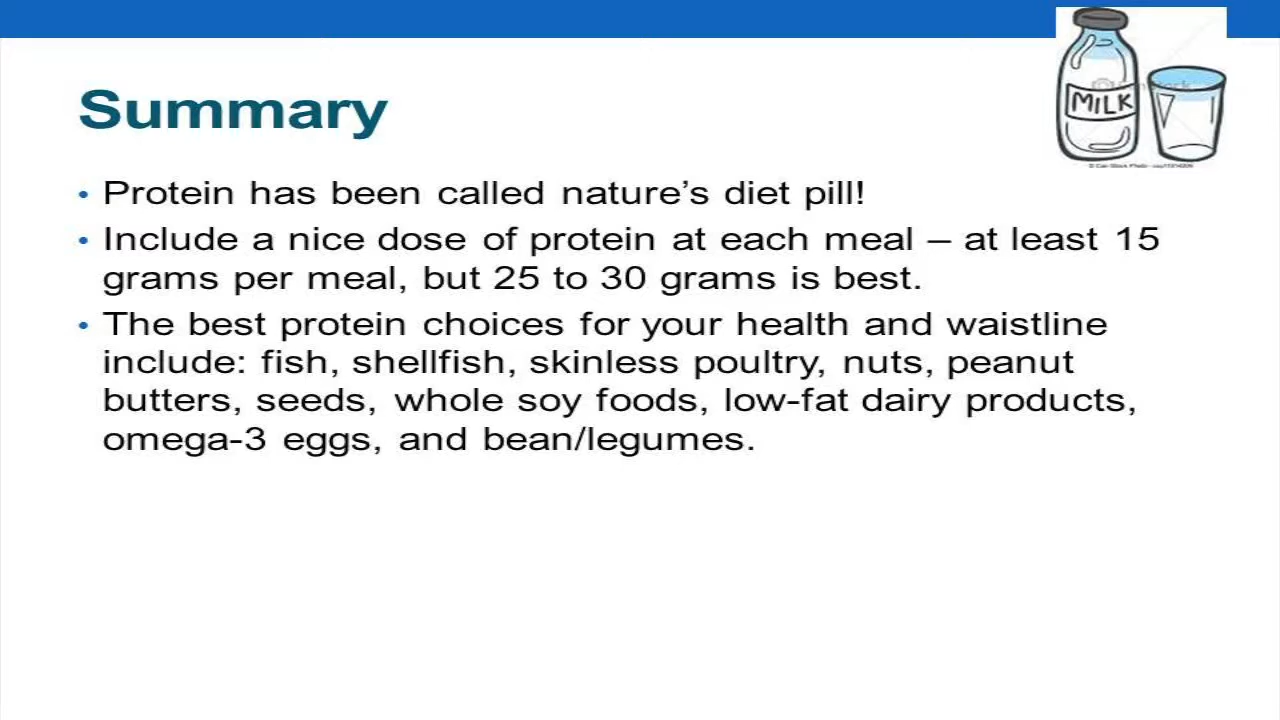 MILK
Summary
• Protein has been called nature’s diet pill!
• Include a nice dose of protein at each meal – at least 15
grams per meal, but 25 to 30 grams is best.
• The best protein choices for your health and waistline
include: fish, shellfish, skinless poultry, nuts, peanut
butters, seeds, whole soy foods, low-fat dairy products,
omega-3 eggs, and bean/legumes.